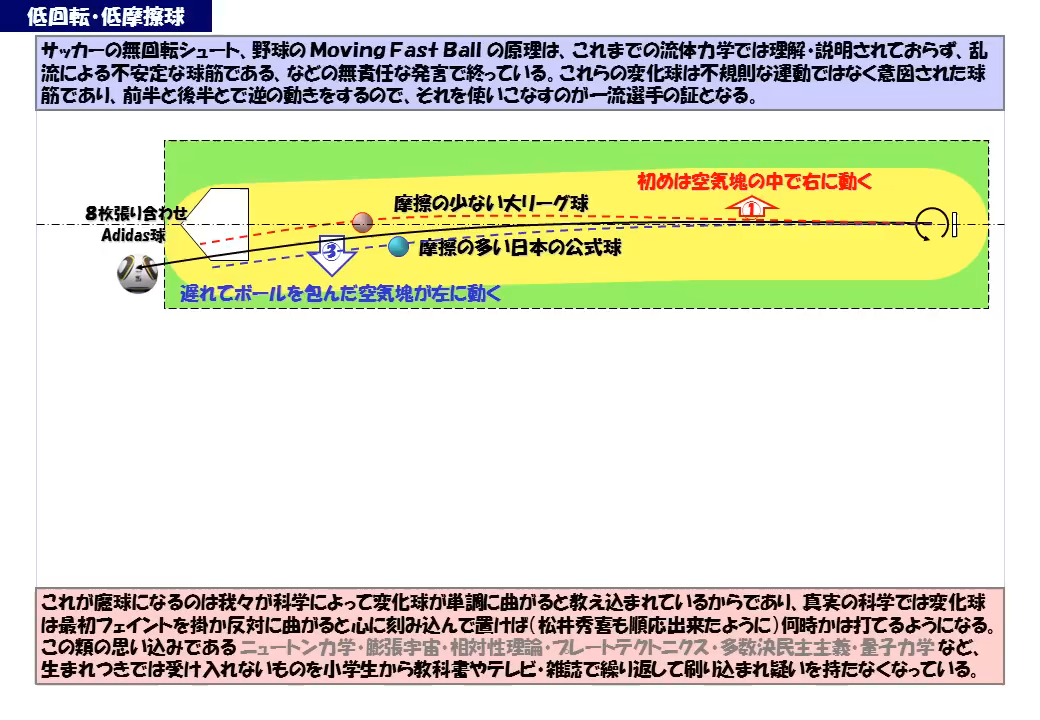 低回転・低摩擦球
サッカーの無回転シュート、野球の Moving Fast Ball の原理は、これまでの流体力学では理解・説明されておらず、乱
流による不安定な球筋である、などの無責任な発言で終っている。これらの変化球は不規則な運動ではなく意図された球
筋であり、前半と後半とで逆の動きをするので、それを使いこなすのが一流選手の証となる。
初めは空気塊の中で右に動く
①
摩擦の少ない大リーグ球
8枚張り合わせ
Adidas球
③
摩擦の多い日本の公式球
遅れてボールを包んだ空気塊が左に動く
これが魔球になるのは我々が科学によって変化球が単調に曲がると教え込まれているからであり、真実の科学では変化球
は最初フェイントを掛か反対に曲がると心に刻み込んで置けば（松井秀喜も順応出来たように）何時かは打てるようになる。
この類の思い込みである ニュートン力学・膨張宇宙・相対性理論・プレートテクトニクス・多数決民主主義・量子力学 など、
生まれつきでは受け入れないものを小学生から教科書やテレビ・雑誌で繰り返して刷り込まれ疑いを持たなくなっている。